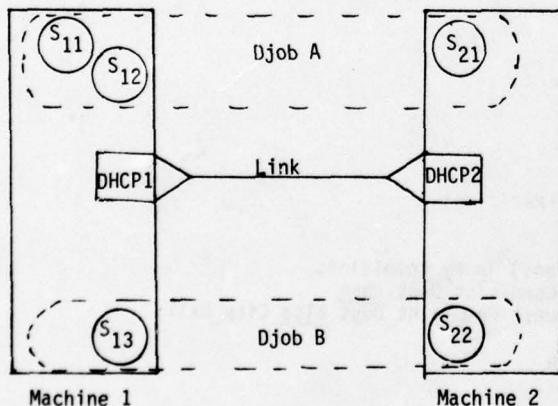 S11
S12
Djob A
S21
DHCP1
Link
DHCP2
S13
Djob B
S22
Machine 1
Machine 2